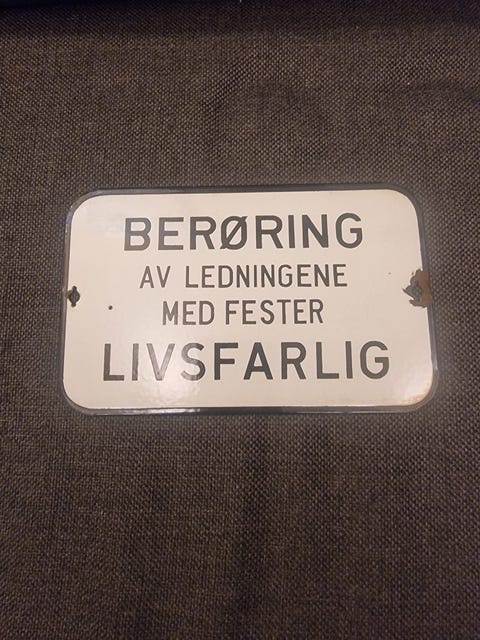 BERØRING
AV LEDNINGENE
MED FESTER
LIVSFARLIG